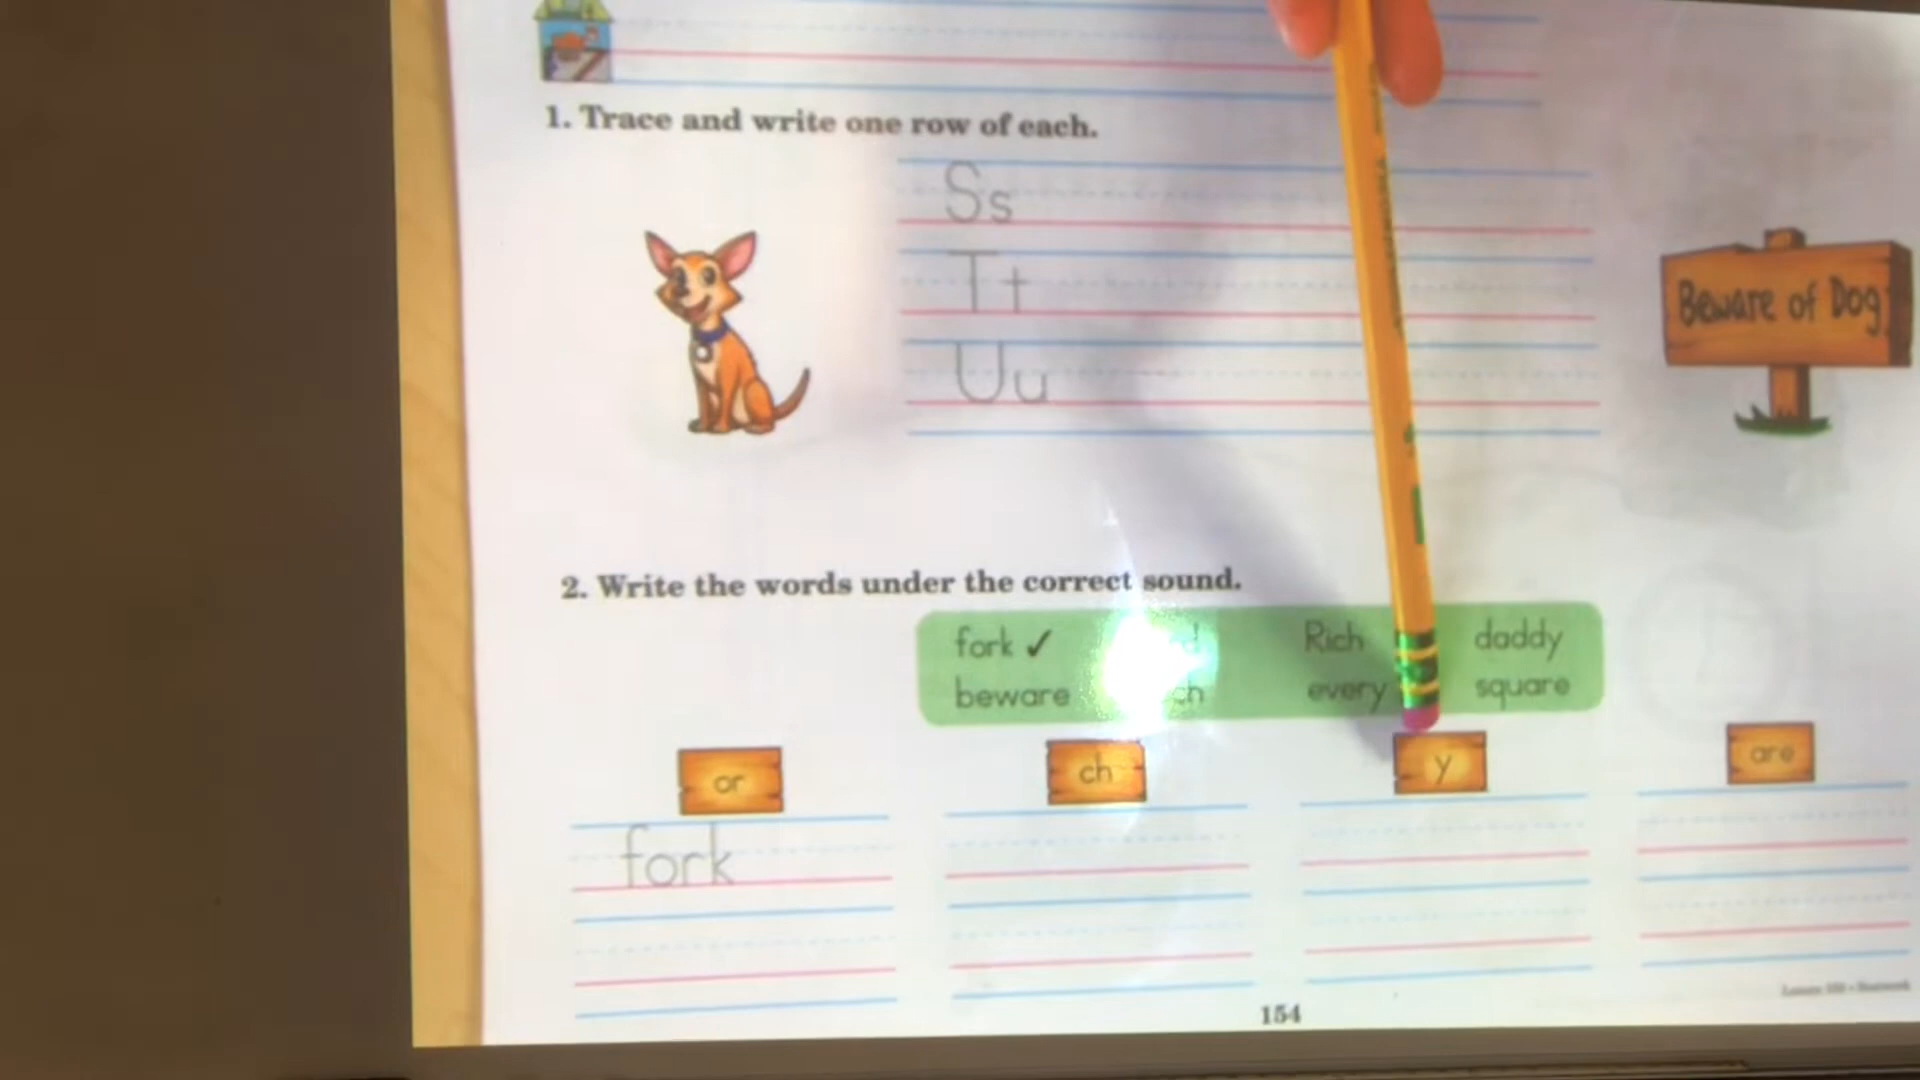 1. Trace and write one row of each.
Ss
Tt
Uu
Beware of Dog
2. Write the words under the correct sound.
fork ✓ Rich daddy
beware every square
or ch y are
fork
154